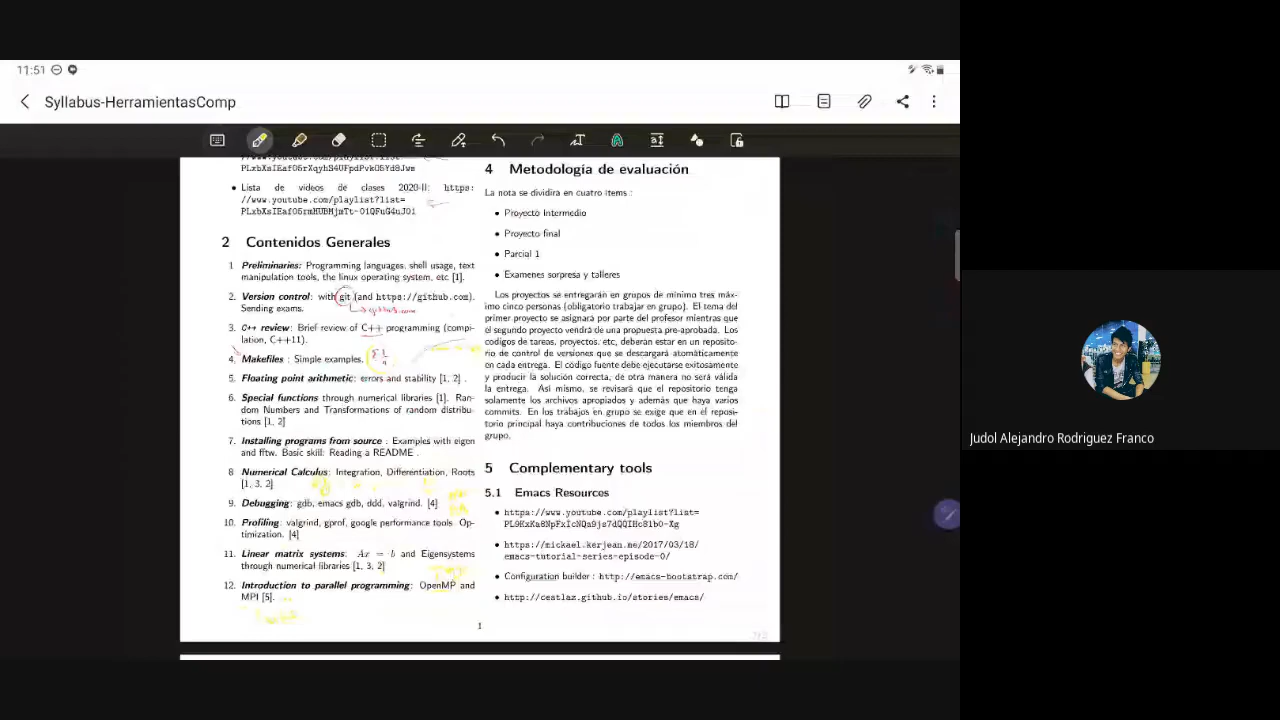 11:51
Syllabus-HerramientasComp
PLxbXsIEaf05rXqyhS4UFpdPvkO5Yd8Jws
• Lista de videos de clases 2020-II: https:
//www.youtube.com/playlist?list=
2 Contenidos Generales
1 Preliminaries: Programming languages, shell usage, text
manipulation tools, the linux operating system, etc [1].
2. Version control: with git (and https://github.com).
Sending exams.
3. C++ review: Brief review of C++ programming (compi-
lation, C++11).
4. Makefiles : Simple examples.
5. Floating point arithmetic: errors and stability [1, 2] .
6. Special functions through numerical libraries [1]. Ran-
dom Numbers and Transformations of random distribu-
tions [1, 2]
7. Installing programs from source : Examples with eigen
and fftw. Basic skill: Reading a README .
8 Numerical Calculus: Integration, Differentiation, Roots
[1, 3, 2]
9. Debugging: gdb, emacs gdb, ddd, valgrind. [4]
10. Profiling: valgrind, gprof, google performance tools Op-
timization. [4]
11. Linear matrix systems: Ax = b and Eigensystems
through numerical libraries [1, 3, 2]
12. Introduction to parallel programming: OpenMP and
MPI [5].
4 Metodología de evaluación
La nota se dividira en cuatro items :
• Proyecto Intermedio
• Proyecto final
• Parcial 1
• Examenes sorpresa y talleres
Los proyectos se entregarán en grupos de mínimo tres máx-
imo cinco personas (obligatorio trabajar en grupo). El tema del
primer proyecto se asignará por parte del profesor mientras que
el segundo proyecto vendrá de una propuesta pre-aprobada. Los
codigos de tareas, proyectos, etc, deberán estar en un reposito-
rio de control de versiones que se descargará atomáticamente
en cada entrega. El código fuente debe ejecutarse exitosamente
y producir la solución correcta, de otra manera no será válida
la entrega. Así mismo, se revisará que el repositorio tenga
solamente los archivos apropiados y además que haya varios
commits. En los trabajos en grupo se exige que en el reposi-
torio principal haya contribuciones de todos los miembros del
grupo.
5 Complementary tools
5.1 Emacs Resources
• https://www.youtube.com/playlist?list=
PL9KxKa8NpFxIcNQa9js7dQQIHc81b0-Xg
• https://mickael.kerjean.me/2017/03/18/
emacs-tutorial-series-episode-0/
• Configuration builder : http://emacs-bootstrap.com/
• http://cestlaz.github.io/stories/emacs/
1
Judol Alejandro Rodriguez Franco